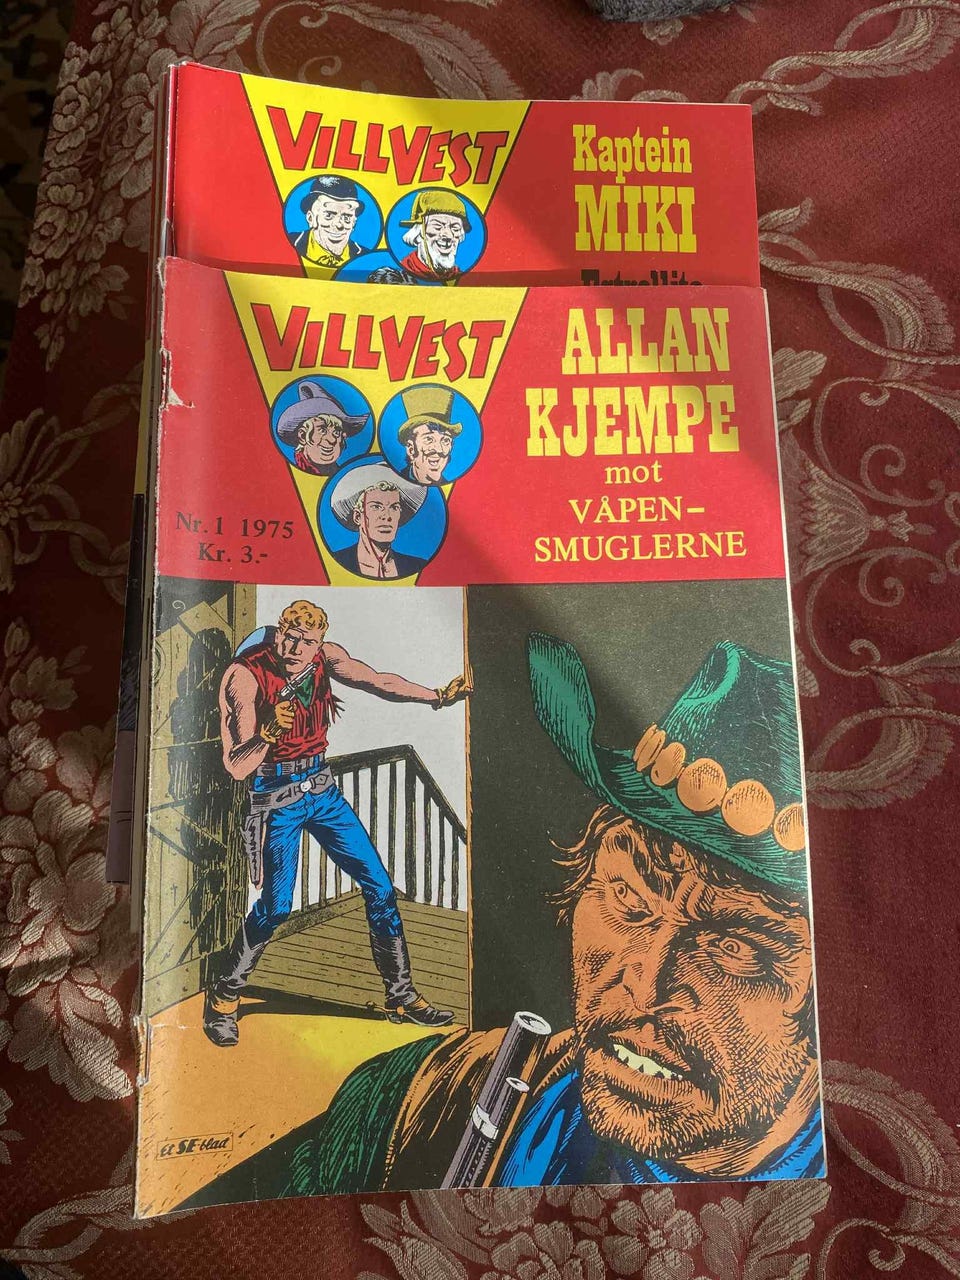 VILLVEST
Kaptein
MIKI
VILLVEST
ALLAN
KJEMPE
mot
VÅPEN-
SMUGLERNE
Nr. 1 1975
Kr. 3.-
Et SE-blad